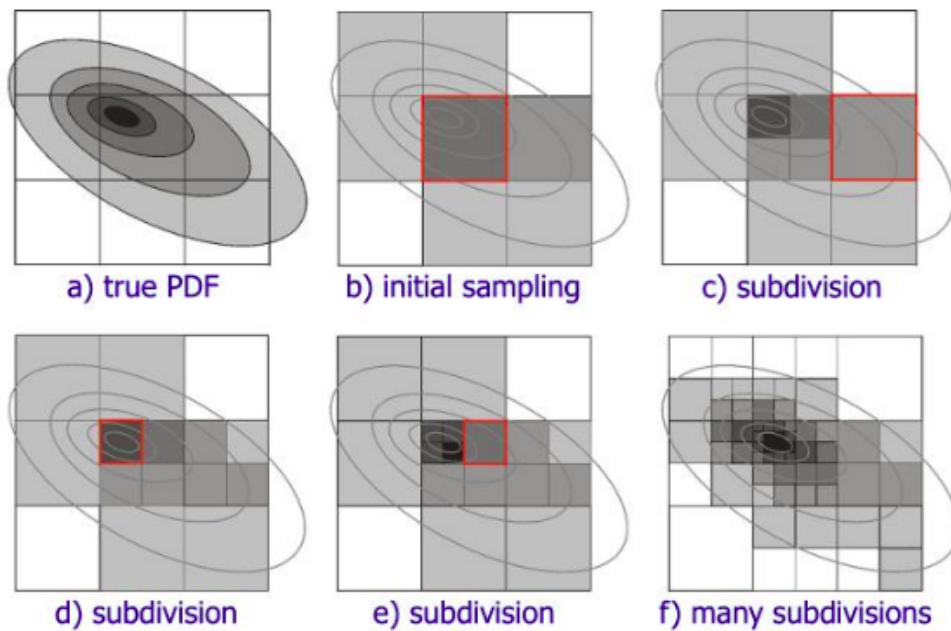 a) true PDF
b) initial sampling
c) subdivision
d) subdivision
e) subdivision
f) many subdivisions